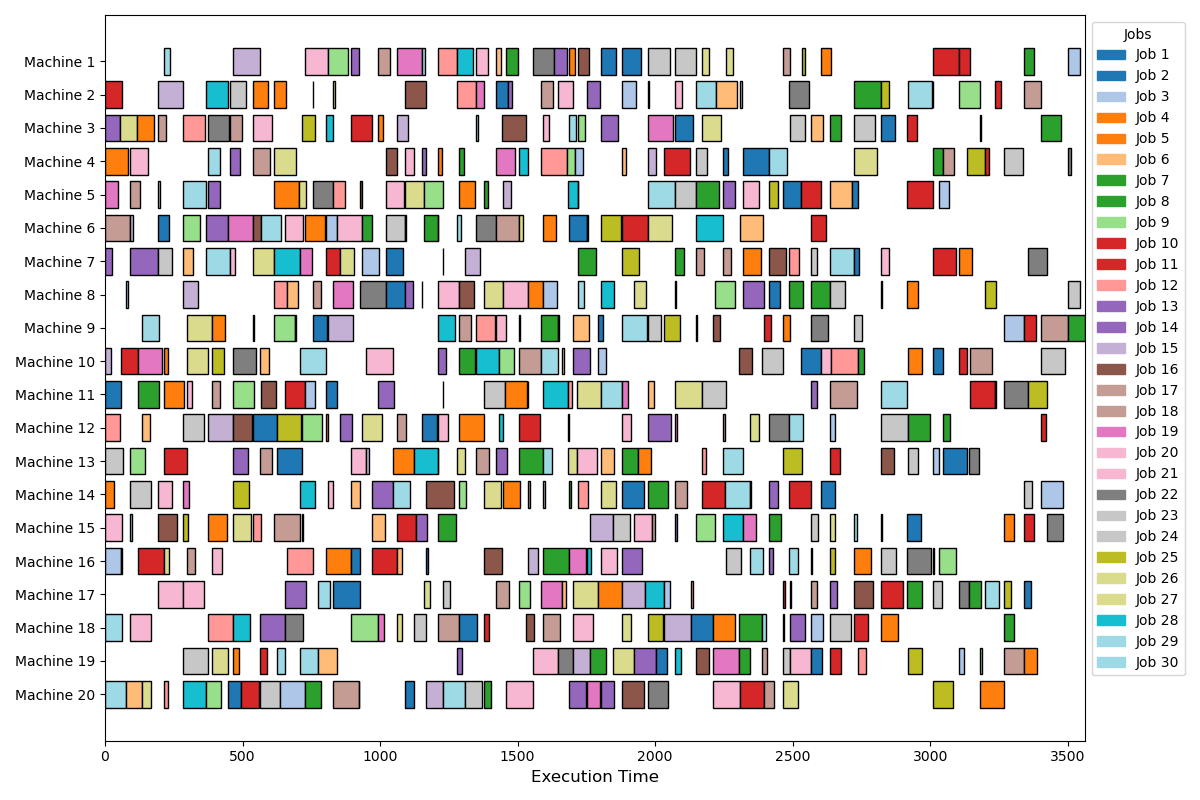 Machine 1
Machine 2
Machine 3
Machine 4
Machine 5
Machine 6
Machine 7
Machine 8
Machine 9
Machine 10
Machine 11
Machine 12
Machine 13
Machine 14
Machine 15
Machine 16
Machine 17
Machine 18
Machine 19
Machine 20
0 500 1000 1500 2000 2500 3000 3500
Execution Time
Jobs
Job 1
Job 2
Job 3
Job 4
Job 5
Job 6
Job 7
Job 8
Job 9
Job 10
Job 11
Job 12
Job 13
Job 14
Job 15
Job 16
Job 17
Job 18
Job 19
Job 20
Job 21
Job 22
Job 23
Job 24
Job 25
Job 26
Job 27
Job 28
Job 29
Job 30